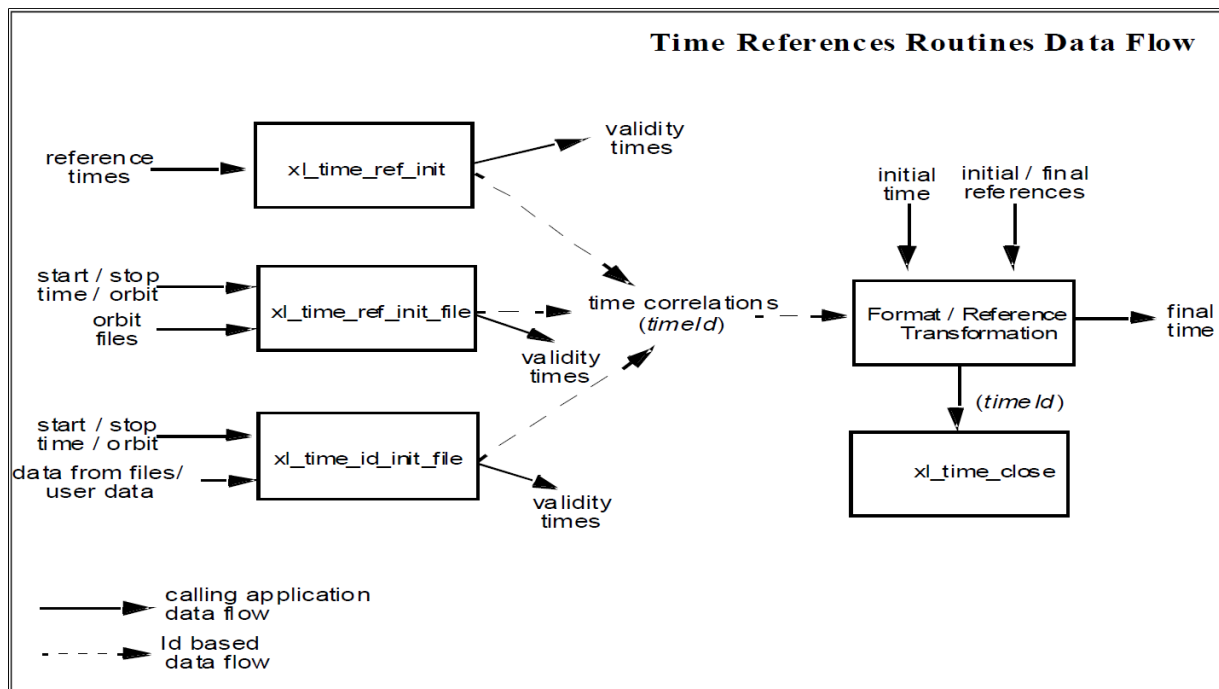 Time References Routines Data Flow
reference
times
xl_time_ref_init
validity
times
initial
time
initial / final
references
start / stop
time / orbit
orbit
files
xl_time_ref_init_file
validity
times
time correlations
(timeId)
Format / Reference
Transformation
final
time
(timeId)
xl_time_close
start / stop
time / orbit
data from files/
user data
xl_time_id_init_file
validity
times
calling application
data flow
Id based
data flow